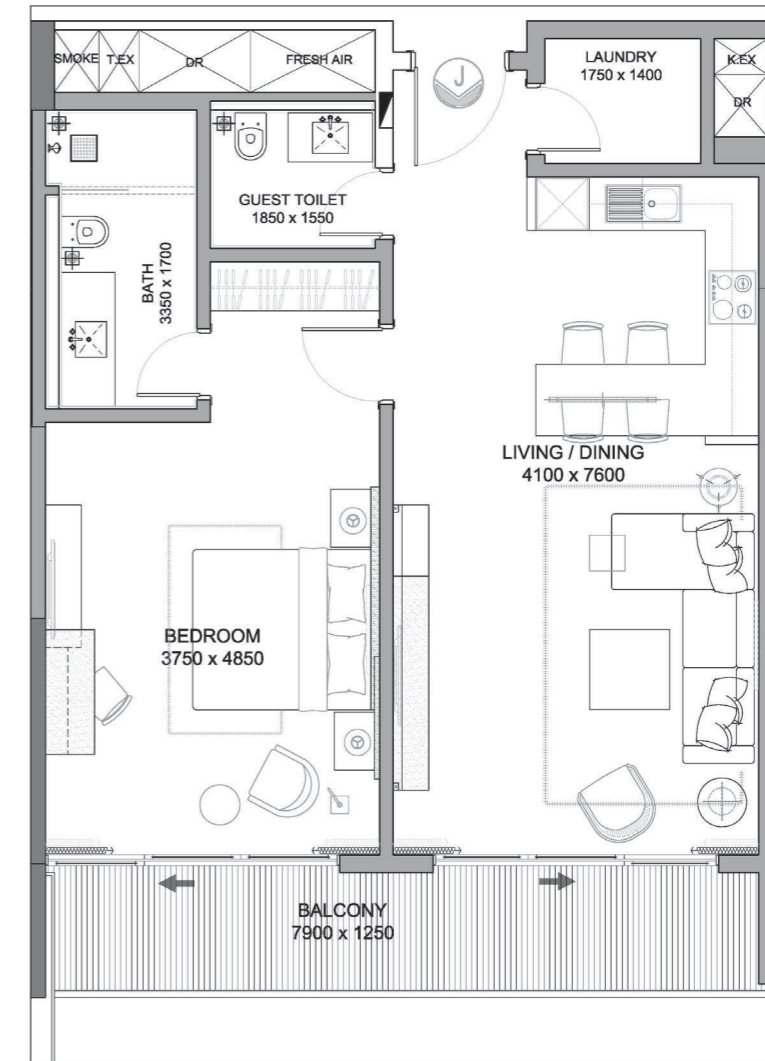 SMOKE T.EX DR FRESH AIR
J
LAUNDRY
1750 x 1400
K.EX
DR
GUEST TOILET
1850 x 1550
BATH
3350 x 1700
LIVING / DINING
4100 x 7600
BEDROOM
3750 x 4850
BALCONY
7900 x 1250